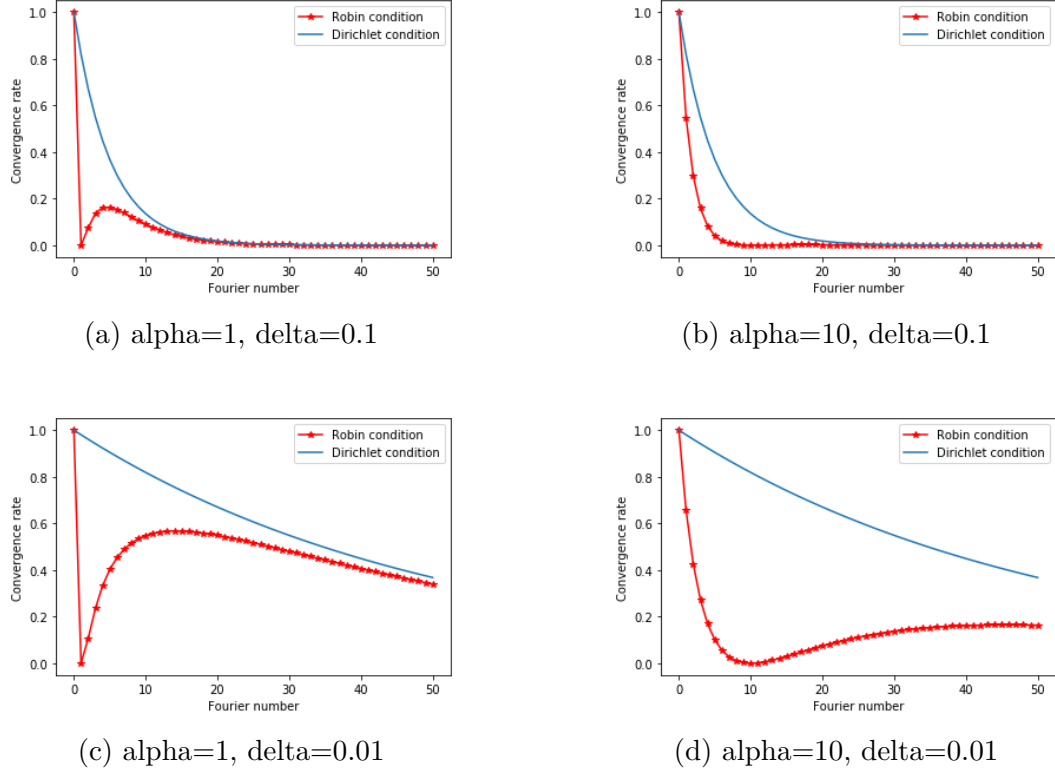 Robin condition
Dirichlet condition
Convergence rate
1.0
0.8
0.6
0.4
0.2
0.0
0 10 20 30 40 50
Fourier number
(a) alpha=1, delta=0.1
Robin condition
Dirichlet condition
Convergence rate
1.0
0.8
0.6
0.4
0.2
0.0
0 10 20 30 40 50
Fourier number
(b) alpha=10, delta=0.1
Robin condition
Dirichlet condition
Convergence rate
1.0
0.8
0.6
0.4
0.2
0.0
0 10 20 30 40 50
Fourier number
(c) alpha=1, delta=0.01
Robin condition
Dirichlet condition
Convergence rate
1.0
0.8
0.6
0.4
0.2
0.0
0 10 20 30 40 50
Fourier number
(d) alpha=10, delta=0.01